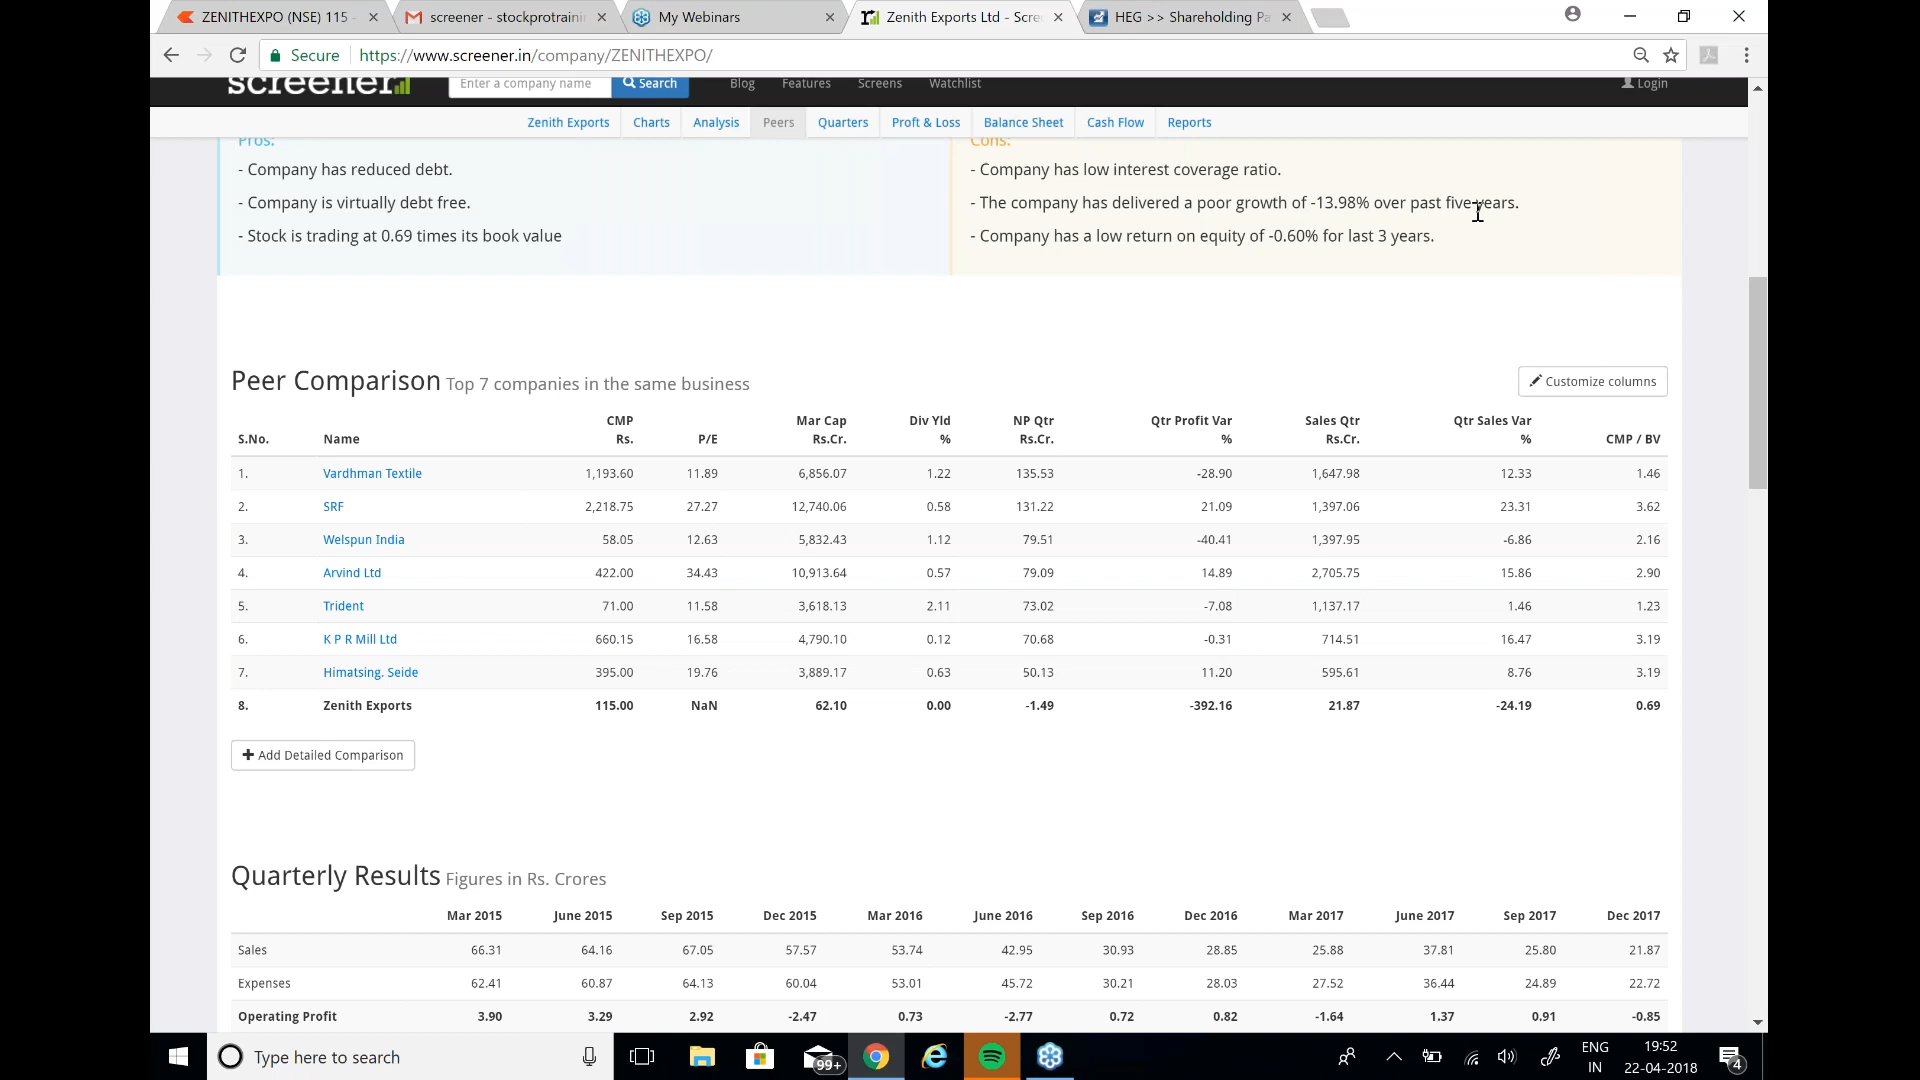 ZENITHEXPO (NSE) 115
screener - stockprotraini
My Webinars
Zenith Exports Ltd - Scre
HEG >> Shareholding Pa
Secure https://www.screener.in/company/ZENITHEXPO/
screener
Enter a company name Search Blog Features Screens Watchlist Login
Zenith Exports Charts Analysis Peers Quarters Proft & Loss Balance Sheet Cash Flow Reports
Pros:
- Company has reduced debt.
- Company is virtually debt free.
- Stock is trading at 0.69 times its book value
Cons:
- Company has low interest coverage ratio.
- The company has delivered a poor growth of -13.98% over past five years.
- Company has a low return on equity of -0.60% for last 3 years.
Peer Comparison Top 7 companies in the same business
Customize columns
S.No. Name CMP Rs. P/E Mar Cap Rs.Cr. Div Yld % NP Qtr Rs.Cr. Qtr Profit Var % Sales Qtr Rs.Cr. Qtr Sales Var % CMP / BV
1. Vardhman Textile 1,193.60 11.89 6,856.07 1.22 135.53 -28.90 1,647.98 12.33 1.46
2. SRF 2,218.75 27.27 12,740.06 0.58 131.22 21.09 1,397.06 23.31 3.62
3. Welspun India 58.05 12.63 5,832.43 1.12 79.51 -40.41 1,397.95 -6.86 2.16
4. Arvind Ltd 422.00 34.43 10,913.64 0.57 79.09 14.89 2,705.75 15.86 2.90
5. Trident 71.00 11.58 3,618.13 2.11 73.02 -7.08 1,137.17 1.46 1.23
6. K P R Mill Ltd 660.15 16.58 4,790.10 0.12 70.68 -0.31 714.51 16.47 3.19
7. Himatsing. Seide 395.00 19.76 3,889.17 0.63 50.13 11.20 595.61 8.76 3.19
8. Zenith Exports 115.00 NaN 62.10 0.00 -1.49 -392.16 21.87 -24.19 0.69
Add Detailed Comparison
Quarterly Results Figures in Rs. Crores
Mar 2015 June 2015 Sep 2015 Dec 2015 Mar 2016 June 2016 Sep 2016 Dec 2016 Mar 2017 June 2017 Sep 2017 Dec 2017
Sales 66.31 64.16 67.05 57.57 53.74 42.95 30.93 28.85 25.88 37.81 25.80 21.87
Expenses 62.41 60.87 64.13 60.04 53.01 45.72 30.21 28.03 27.52 36.44 24.89 22.72
Operating Profit 3.90 3.29 2.92 -2.47 0.73 -2.77 0.72 0.82 -1.64 1.37 0.91 -0.85
Type here to search
99+
ENG
IN
19:52
22-04-2018
4